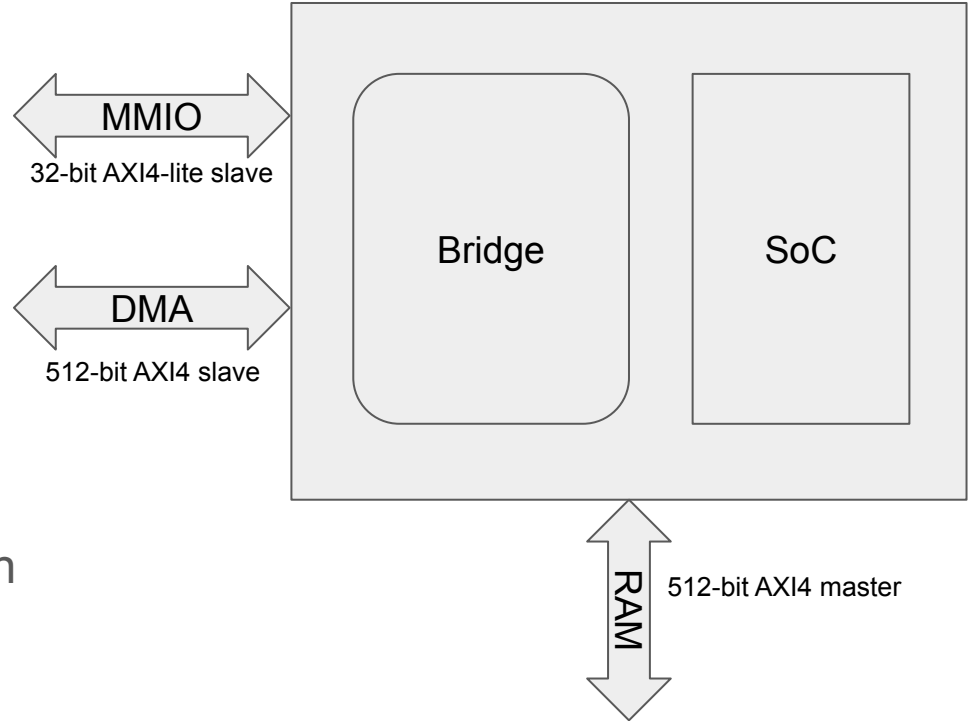 MMIO
32-bit AXI4-lite slave
DMA
512-bit AXI4 slave
Bridge
SoC
RAM
512-bit AXI4 master